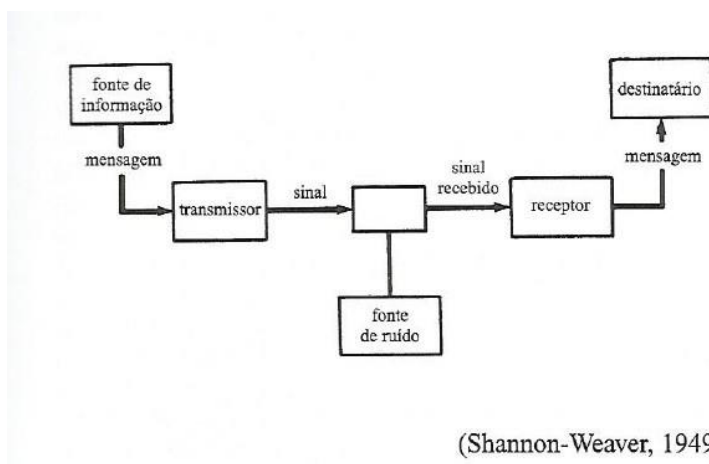 fonte de
informação
destinatário
mensagem
mensagem
transmissor
sinal
sinal
recebido
receptor
fonte
de ruído
(Shannon-Weaver, 1949